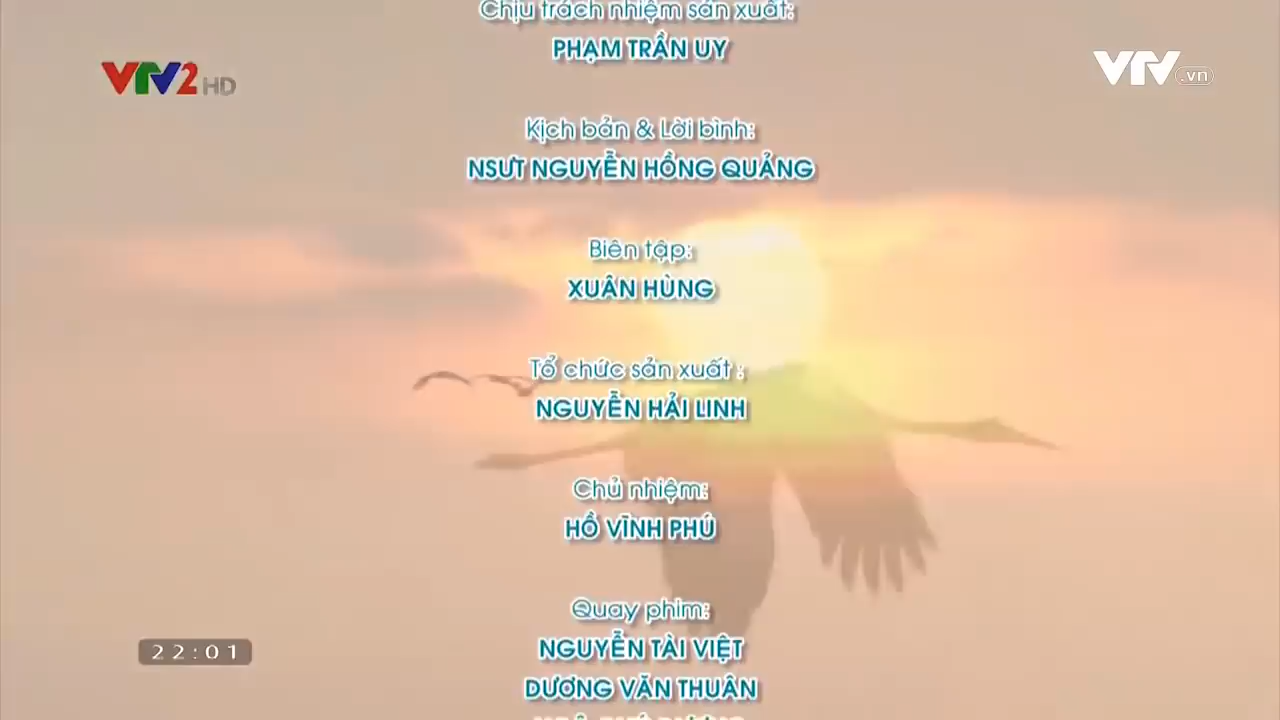 Chịu trách nhiệm sản xuất:
PHẠM TRẦN UY
VTV2 HD
VTV.vn
Kịch bản & Lời bình:
NSƯT NGUYỄN HỒNG QUẢNG
Biên tập:
XUÂN HÙNG
Tổ chức sản xuất :
NGUYỄN HẢI LINH
Chủ nhiệm:
HỒ VĨNH PHÚ
Quay phim:
NGUYỄN TÀI VIỆT
22:01
DƯƠNG VĂN THUÂN